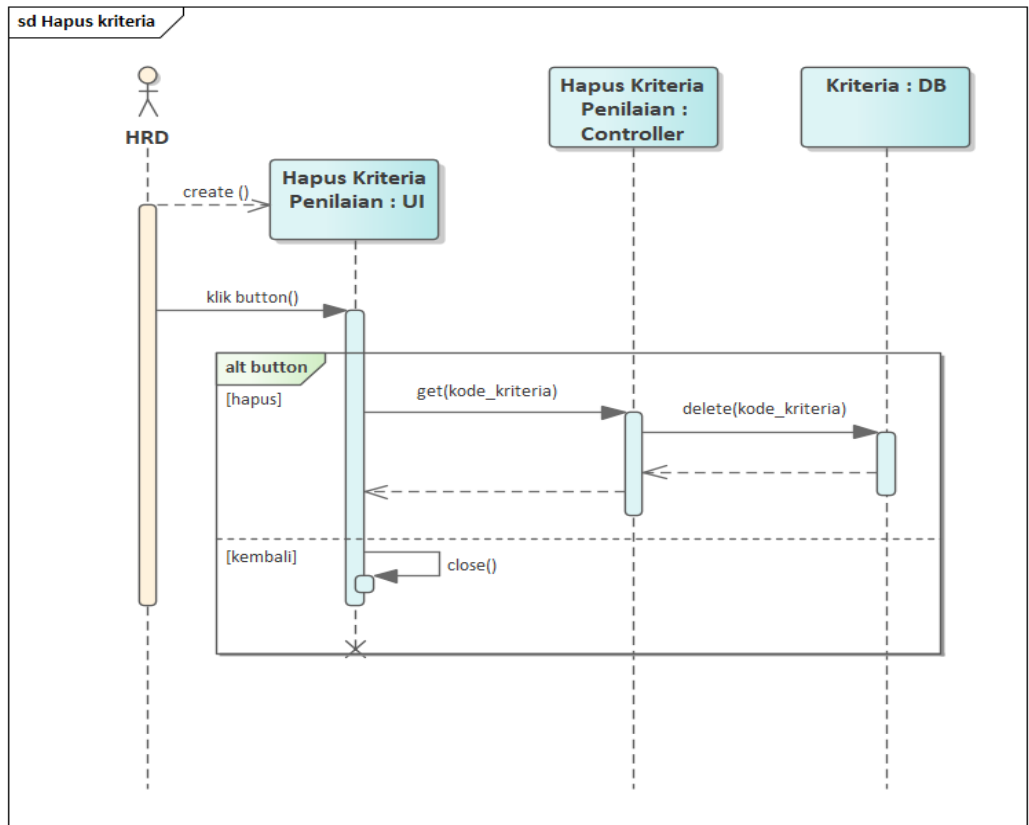 sd Hapus kriteria
HRD
Hapus Kriteria
Penilaian : UI
Hapus Kriteria
Penilaian :
Controller
Kriteria : DB
create ()
klik button()
alt button
[hapus]
get(kode_kriteria)
delete(kode_kriteria)
[kembali]
close()